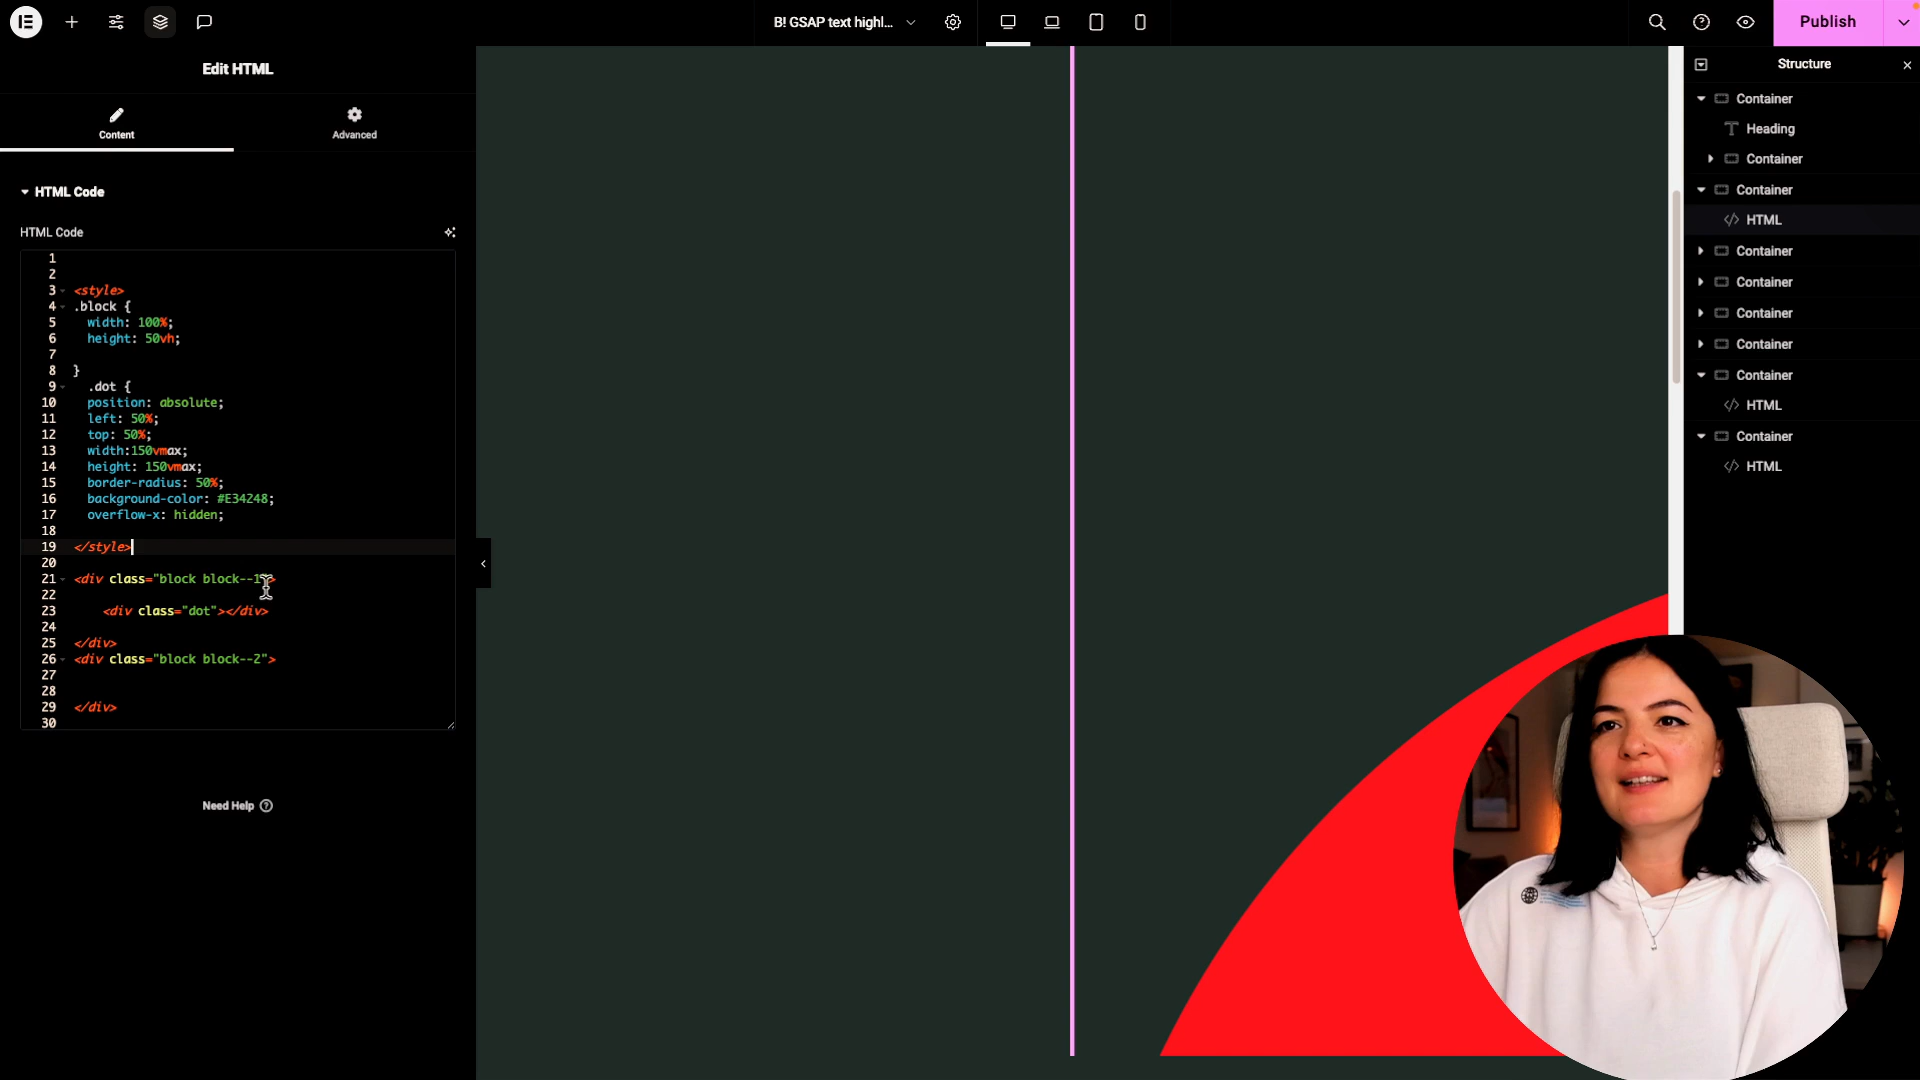 B! GSAP text highl...
Publish
Edit HTML
Content
Advanced
HTML Code
HTML Code
1
2
3 <style>
4 .block {
5 width: 100%;
6 height: 50vh;
7
8 }
9 .dot {
10 position: absolute;
11 left: 50%;
12 top: 50%;
13 width:150vmax;
14 height: 150vmax;
15 border-radius: 50%;
16 background-color: #E34248;
17 overflow-x: hidden;
18
19 </style>
20
21 <div class="block block--1">
22
23 <div class="dot"></div>
24
25 </div>
26 <div class="block block--2">
27
28
29 </div>
30
Need Help
Structure
Container
Heading
Container
Container
HTML
Container
Container
Container
Container
Container
HTML
Container
HTML